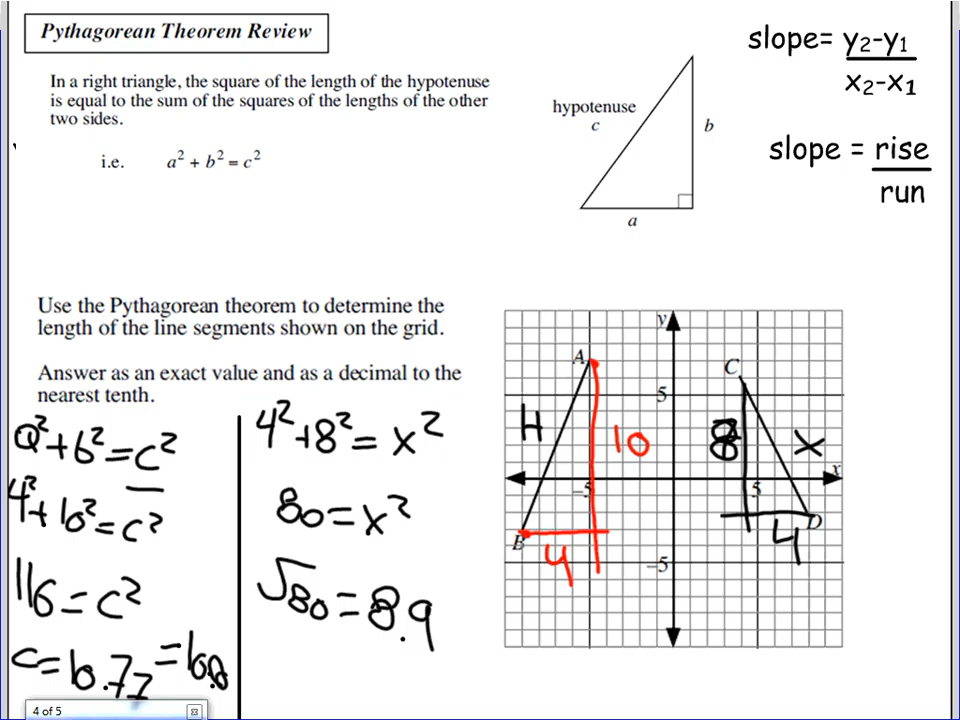 Pythagorean Theorem Review
slope= y₂-y₁
x₂-x₁
In a right triangle, the square of the length of the hypotenuse
is equal to the sum of the squares of the lengths of the other
two sides.
i.e. a² + b² = c²
hypotenuse
c
b
a
slope = rise
run
Use the Pythagorean theorem to determine the
length of the line segments shown on the grid.
Answer as an exact value and as a decimal to the
nearest tenth.
a²+b²=c²
4²+10²=c²
116=c²
c=10.77=10.8
4²+8²=x²
80=x²
√80=8.9
y
A
C
5
H
10
8
x
x
-5
5
B
D
4
4
-5
4 of 5